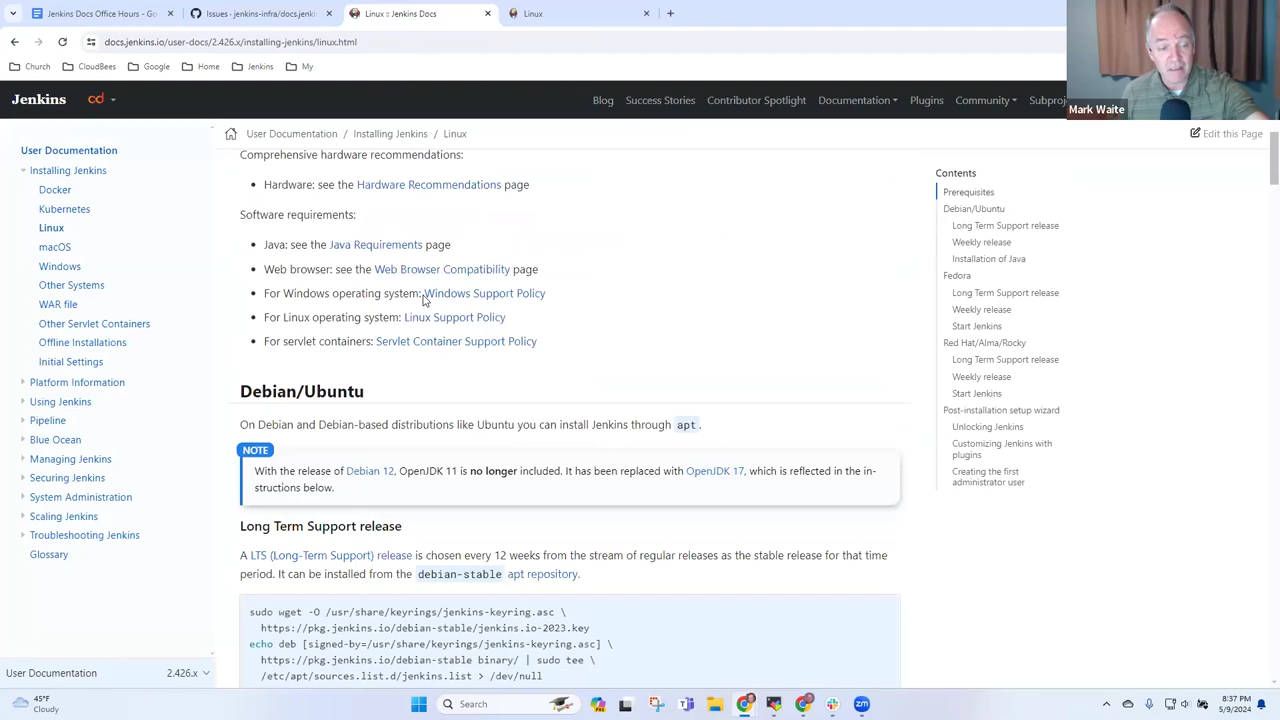 Jenkins Docs Office Hours - Go
Issues · jenkins-infra/docs.jenkin
Linux :: Jenkins Docs
Linux
docs.jenkins.io/user-docs/2.426.x/installing-jenkins/linux.html
Church
CloudBees
Google
Home
Jenkins
My
Mark Waite
Jenkins
cd
Blog
Success Stories
Contributor Spotlight
Documentation
Plugins
Community
Subproj
User Documentation / Installing Jenkins / Linux
Edit this Page
User Documentation
Installing Jenkins
Docker
Kubernetes
Linux
macOS
Windows
Other Systems
WAR file
Other Servlet Containers
Offline Installations
Initial Settings
Platform Information
Using Jenkins
Pipeline
Blue Ocean
Managing Jenkins
Securing Jenkins
System Administration
Scaling Jenkins
Troubleshooting Jenkins
Glossary
User Documentation
2.426.x
Comprehensive hardware recommendations:
Hardware: see the Hardware Recommendations page
Software requirements:
Java: see the Java Requirements page
Web browser: see the Web Browser Compatibility page
For Windows operating system: Windows Support Policy
For Linux operating system: Linux Support Policy
For servlet containers: Servlet Container Support Policy
Debian/Ubuntu
On Debian and Debian-based distributions like Ubuntu you can install Jenkins through apt.
NOTE
With the release of Debian 12, OpenJDK 11 is no longer included. It has been replaced with OpenJDK 17, which is reflected in the in-
structions below.
Long Term Support release
A LTS (Long-Term Support) release is chosen every 12 weeks from the stream of regular releases as the stable release for that time
period. It can be installed from the debian-stable apt repository.
sudo wget -O /usr/share/keyrings/jenkins-keyring.asc \
https://pkg.jenkins.io/debian-stable/jenkins.io-2023.key
echo deb [signed-by=/usr/share/keyrings/jenkins-keyring.asc] \
https://pkg.jenkins.io/debian-stable binary/ | sudo tee \
/etc/apt/sources.list.d/jenkins.list > /dev/null
Contents
Prerequisites
Debian/Ubuntu
Long Term Support release
Weekly release
Installation of Java
Fedora
Long Term Support release
Weekly release
Start Jenkins
Red Hat/Alma/Rocky
Long Term Support release
Weekly release
Start Jenkins
Post-installation setup wizard
Unlocking Jenkins
Customizing Jenkins with
plugins
Creating the first
administrator user
45°F
Cloudy
Search
8:37 PM
5/9/2024